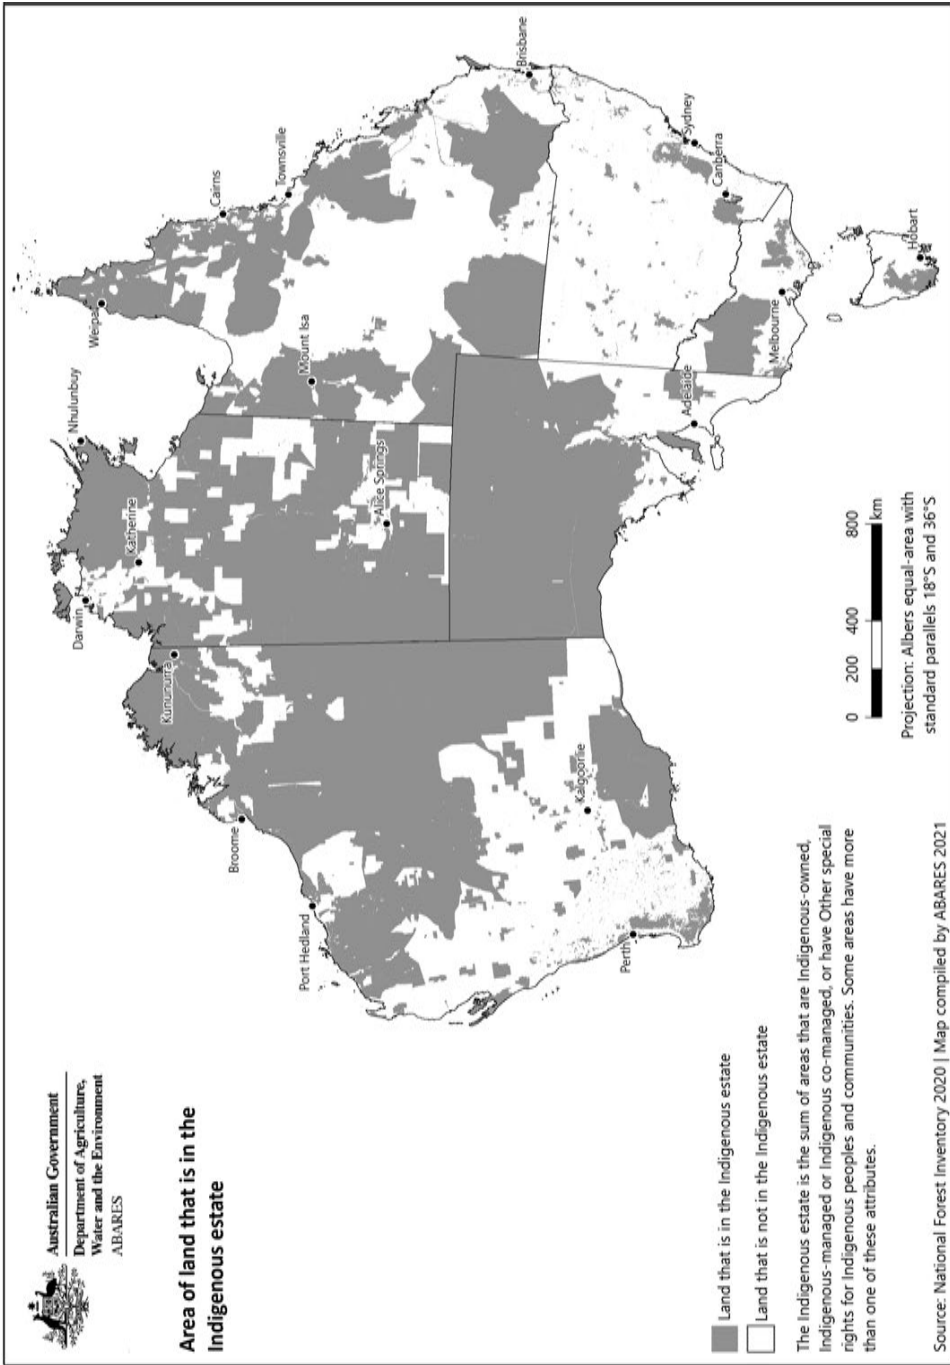 Australian Government
Department of Agriculture,
Water and the Environment
ABARES
Area of land that is in the
Indigenous estate
Darwin
Nhulunbuy
Katherine
Weipa
Kununurra
Cairns
Broome
Townsville
Port Hedland
Mount Isa
Alice Springs
Brisbane
Kalgoorlie
Perth
Adelaide
Sydney
Canberra
Melbourne
Hobart
Land that is in the Indigenous estate
Land that is not in the Indigenous estate
0 200 400 800
km
The Indigenous estate is the sum of areas that are Indigenous-owned,
Indigenous-managed or Indigenous co-managed, or have Other special
rights for Indigenous peoples and communities. Some areas have more
than one of these attributes.
Projection: Albers equal-area with
standard parallels 18°S and 36°S
Source: National Forest Inventory 2020 | Map compiled by ABARES 2021